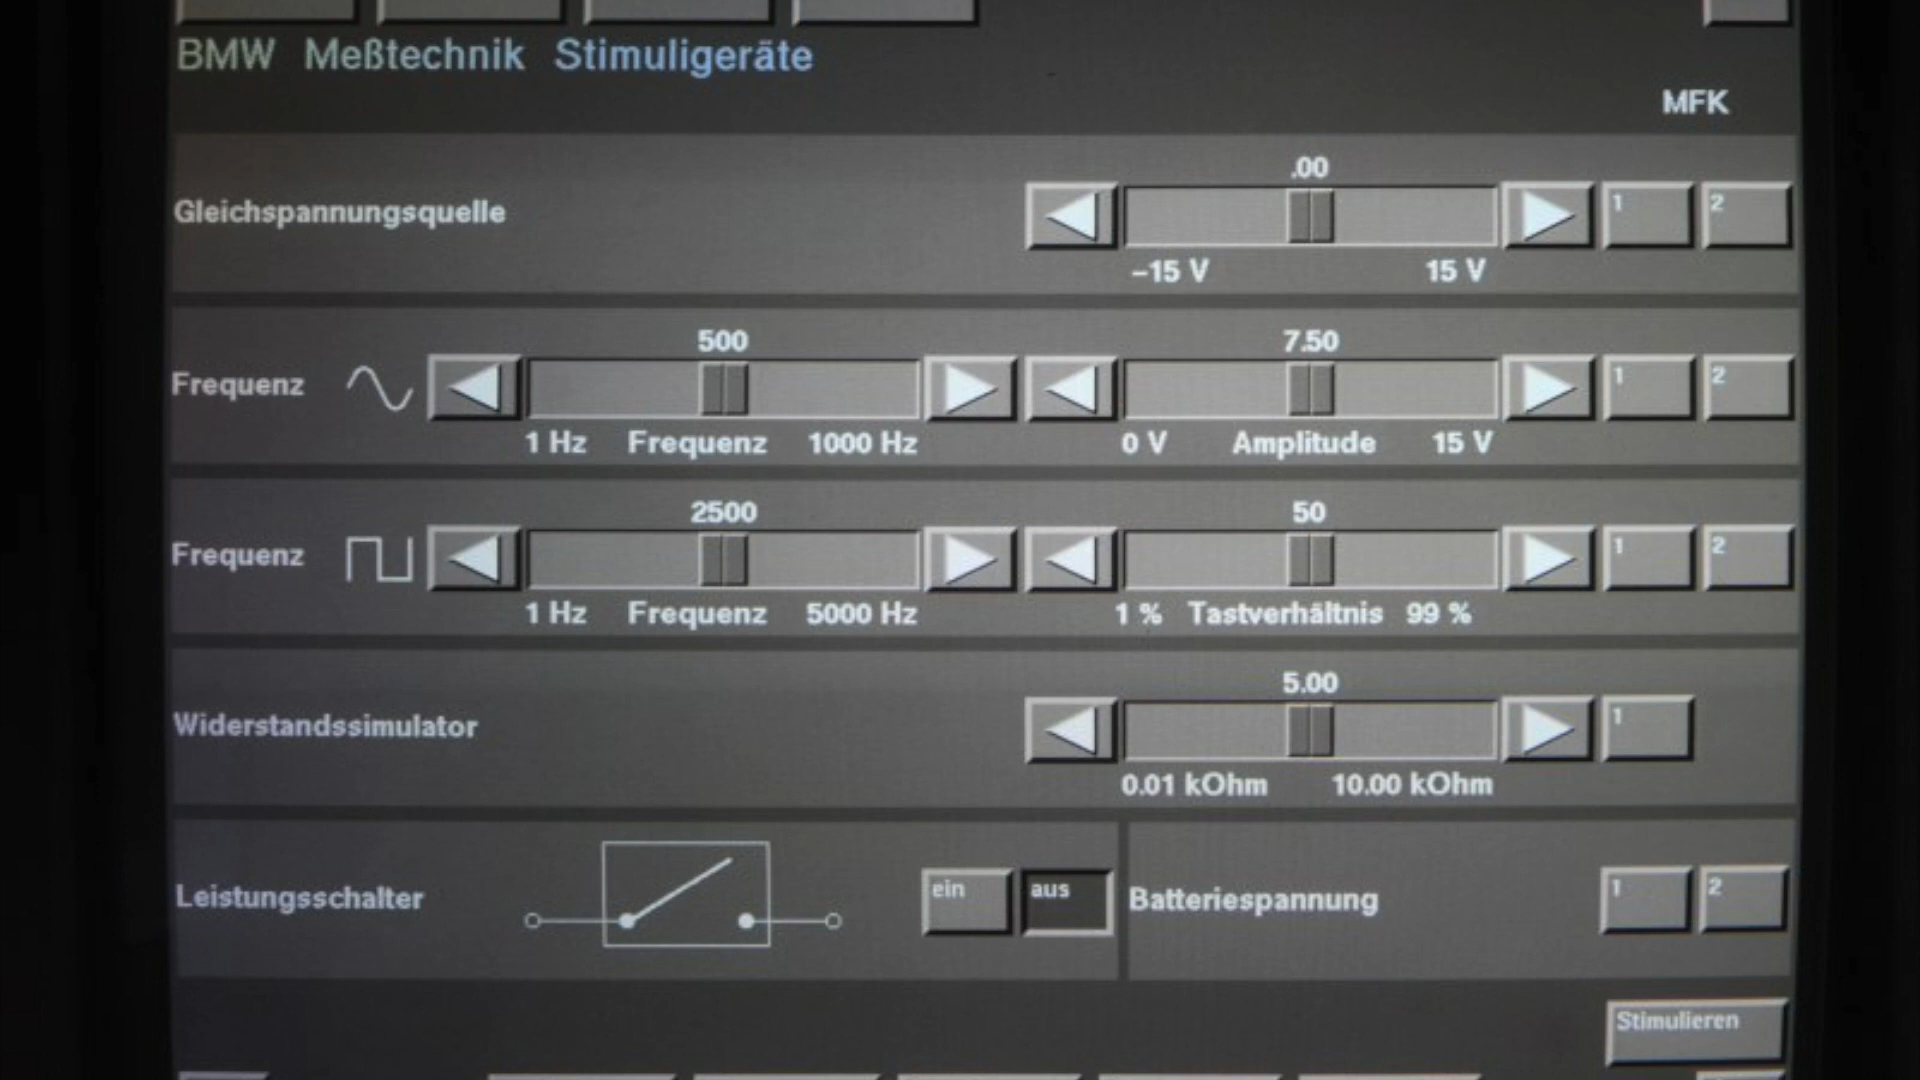 BMW Meßtechnik Stimuligeräte
MFK
.00
Gleichspannungsquelle 1 2
-15 V 15 V
500 7.50
Frequenz 1 2
1 Hz Frequenz 1000 Hz 0 V Amplitude 15 V
2500 50
Frequenz 1 2
1 Hz Frequenz 5000 Hz 1 % Tastverhältnis 99 %
5.00
Widerstandssimulator 1
0.01 kOhm 10.00 kOhm
Leistungsschalter ein aus Batteriespannung 1 2
Stimulieren